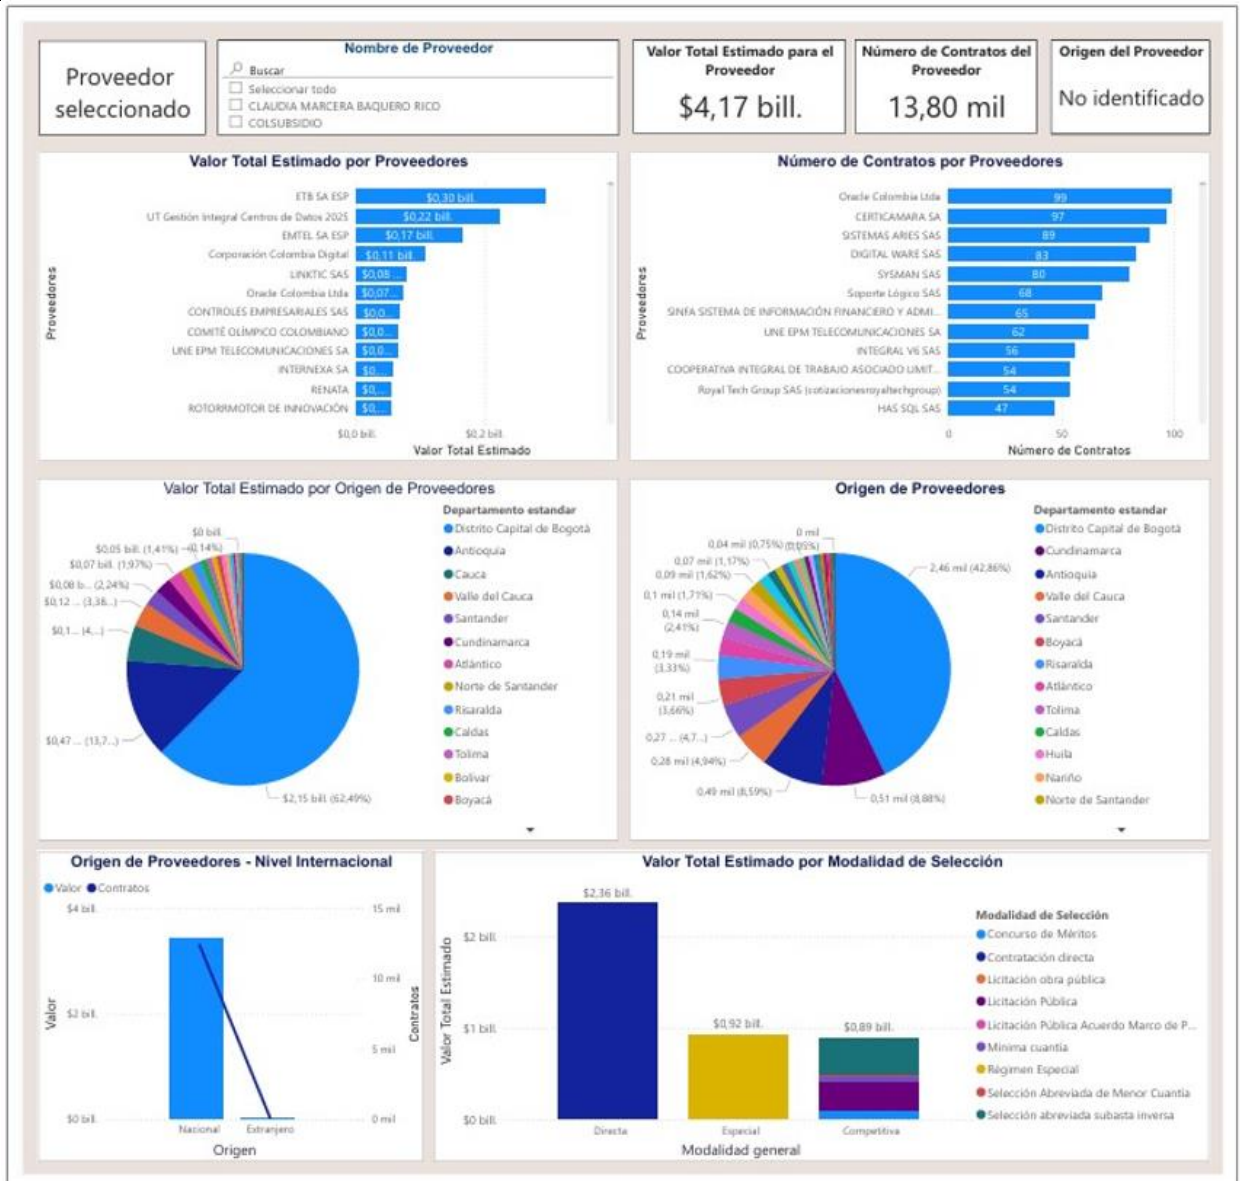 Proveedor
seleccionado
Nombre de Proveedor
Buscar
Seleccionar todo
CLAUDIA MARCERA BAQUERO RICO
COLSUBSIDIO
Valor Total Estimado para el
Proveedor
$4,17 bill.
Número de Contratos del
Proveedor
13,80 mil
Origen del Proveedor
No identificado
Valor Total Estimado por Proveedores
Proveedores
ETB SA ESP
$0,30 bill.
UT Gestión Integral Centros de Datos 2025
$0,22 bill.
EMTEL SA ESP
$0,17 bill.
Corporación Colombia Digital
$0,11 bill.
LINKTIC SAS
$0,08 ...
Oracle Colombia Ltda
$0,07...
CONTROLES EMPRESARIALES SAS
$0,0...
COMITÉ OLÍMPICO COLOMBIANO
$0,0...
UNE EPM TELECOMUNICACIONES SA
$0,0...
INTERNEXA SA
$0,...
RENATA
$0,...
ROTORRMOTOR DE INNOVACIÓN
$0,...
$0,0 bill.
$0,2 bill.
Valor Total Estimado
Número de Contratos por Proveedores
Proveedores
Oracle Colombia Ltda
99
CERTICAMARA SA
97
SISTEMAS ARIES SAS
89
DIGITAL WARE SAS
83
SYSMAN SAS
80
Soporte Lógico SAS
68
SINFA SISTEMA DE INFORMACIÓN FINANCIERO Y ADMI...
65
UNE EPM TELECOMUNICACIONES SA
62
INTEGRAL V6 SAS
56
COOPERATIVA INTEGRAL DE TRABAJO ASOCIADO LIMIT...
54
Royal Tech Group SAS (cotizacionesroyaltechgroup)
54
HAS SQL SAS
47
0
50
100
Número de Contratos
Valor Total Estimado por Origen de Proveedores
$0 bill.
$0,05 bill. (1,41%)
(0,14%)
$0,07 bill. (1,97%)
$0,08 b... (2,24%)
$0,12 ... (3,38...)
$0,1... (4,...)
$0,47 ... (13,7...)
$2,15 bill. (62,49%)
Departamento estandar
Distrito Capital de Bogotá
Antioquia
Cauca
Valle del Cauca
Santander
Cundinamarca
Atlántico
Norte de Santander
Risaralda
Caldas
Tolima
Bolívar
Boyacá
Origen de Proveedores
0 mil
0,04 mil (0,75%)
(0,05%)
0,07 mil (1,17%)
0,09 mil (1,62%)
0,1 mil (1,71%)
0,14 mil
(2,41%)
0,19 mil
(3,33%)
0,21 mil
(3,66%)
0,27 ... (4,7...)
0,28 mil (4,94%)
0,49 mil (8,59%)
0,51 mil (8,88%)
2,46 mil (42,86%)
Departamento estandar
Distrito Capital de Bogotá
Cundinamarca
Antioquia
Valle del Cauca
Santander
Boyacá
Risaralda
Atlántico
Tolima
Caldas
Huila
Nariño
Norte de Santander
Origen de Proveedores - Nivel Internacional
Valor
Contratos
$4 bill.
$2 bill.
$0 bill.
15 mil
10 mil
5 mil
0 mil
Valor
Contratos
Nacional
Extranjero
Origen
Valor Total Estimado por Modalidad de Selección
Valor Total Estimado
$2 bill.
$1 bill.
$0 bill.
$2,36 bill.
$0,92 bill.
$0,89 bill.
Directa
Especial
Competitiva
Modalidad general
Modalidad de Selección
Concurso de Méritos
Contratación directa
Licitación obra pública
Licitación Pública
Licitación Pública Acuerdo Marco de P...
Mínima cuantía
Régimen Especial
Selección Abreviada de Menor Cuantía
Selección abreviada subasta inversa